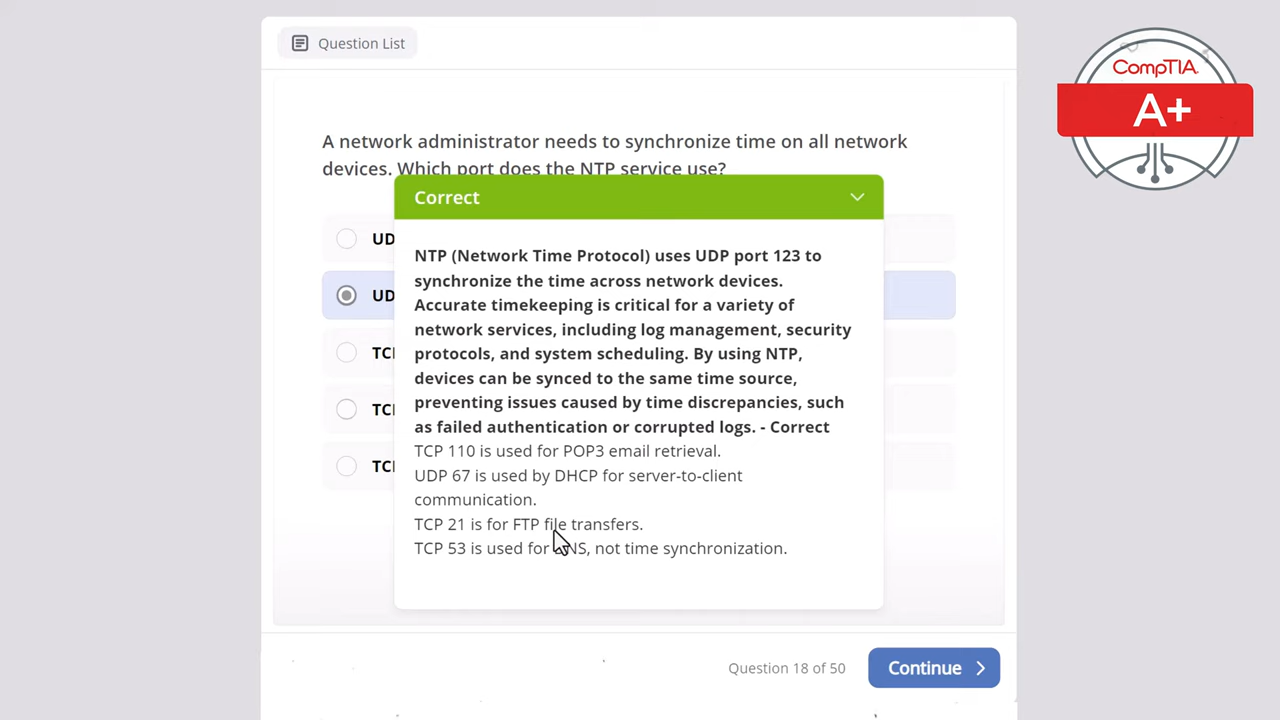 Question List
CompTIA
A+
A network administrator needs to synchronize time on all network
devices. Which port does the NTP service use?
Correct
UD
UD
TCP
TCP
TCP
NTP (Network Time Protocol) uses UDP port 123 to
synchronize the time across network devices.
Accurate timekeeping is critical for a variety of
network services, including log management, security
protocols, and system scheduling. By using NTP,
devices can be synced to the same time source,
preventing issues caused by time discrepancies, such
as failed authentication or corrupted logs. - Correct
TCP 110 is used for POP3 email retrieval.
UDP 67 is used by DHCP for server-to-client
communication.
TCP 21 is for FTP file transfers.
TCP 53 is used for DNS, not time synchronization.
Question 18 of 50
Continue